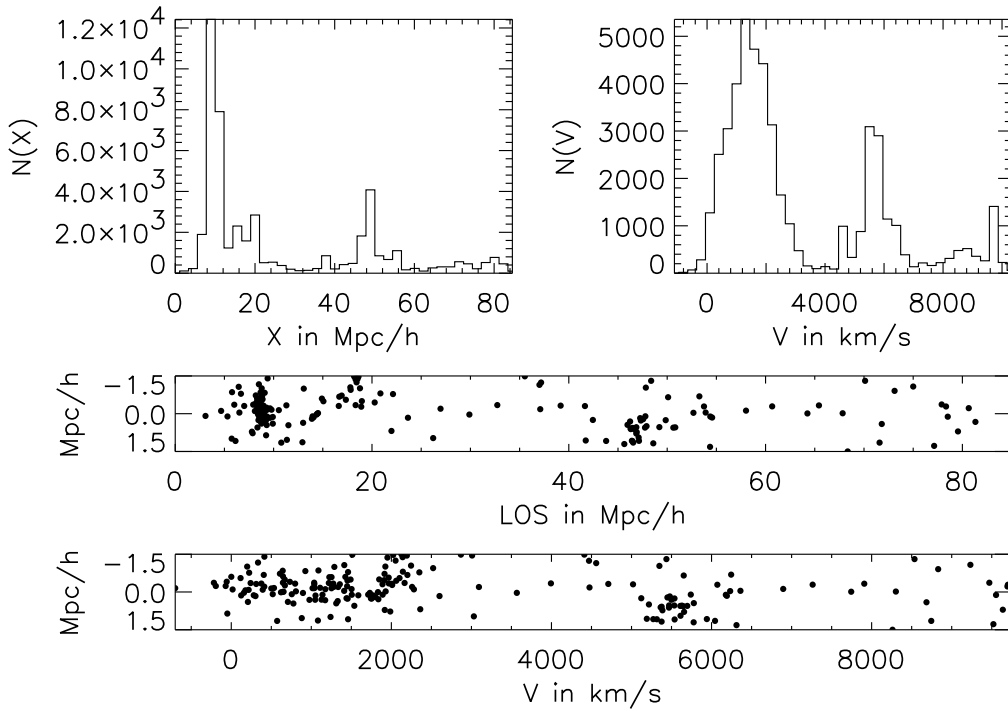 1.2×10⁴
1.0×10⁴
8.0×10³
6.0×10³
4.0×10³
2.0×10³
0
N(X)
0 20 40 60 80
X in Mpc/h
5000
4000
3000
2000
1000
0
N(V)
0 4000 8000
V in km/s
−1.5
0.0
1.5
Mpc/h
0 20 40 60 80
LOS in Mpc/h
−1.5
0.0
1.5
Mpc/h
0 2000 4000 6000 8000
V in km/s